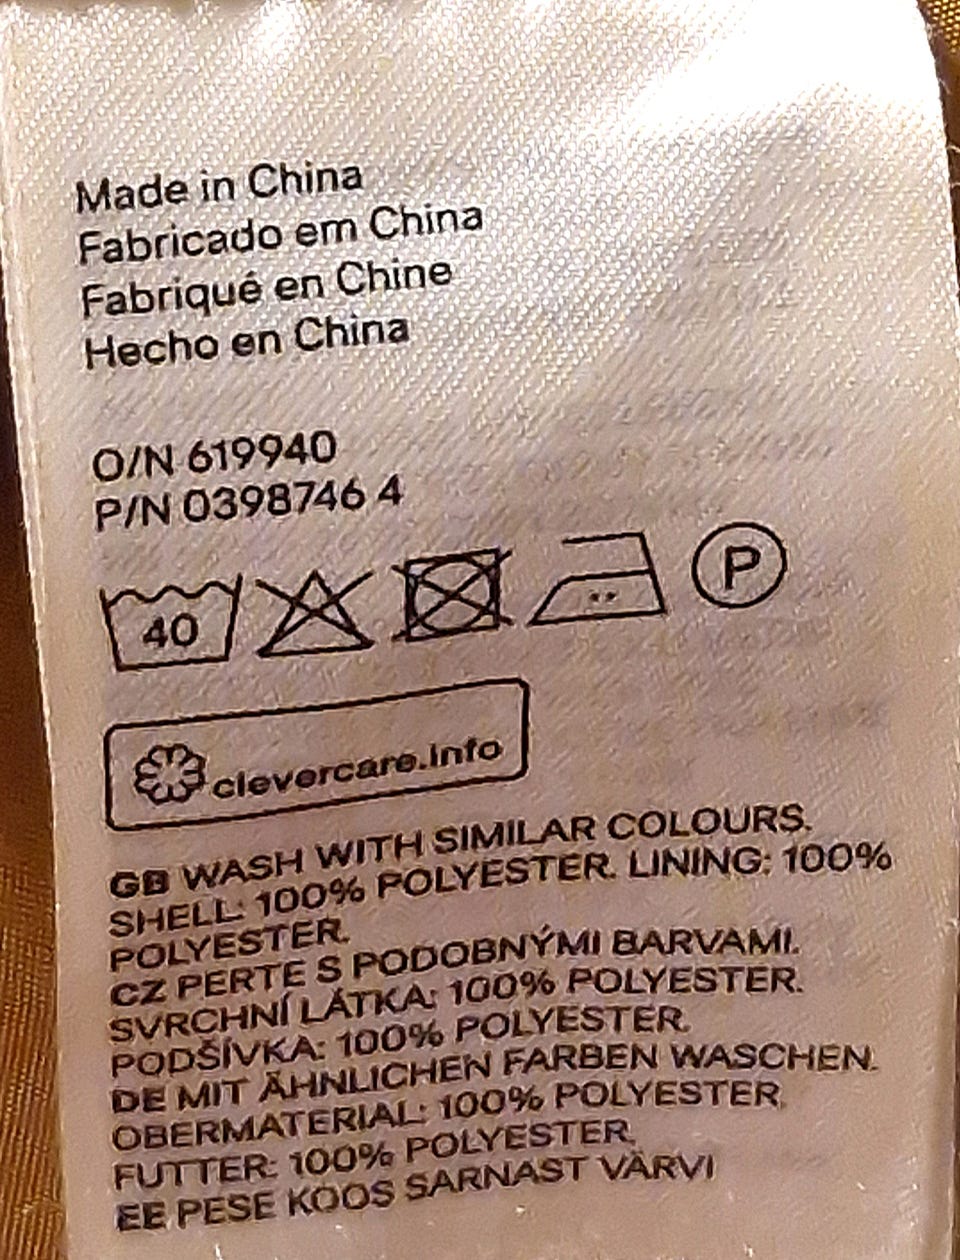 Made in China
Fabricado em China
Fabriqué en Chine
Hecho en China
O/N 619940
P/N 0398746 4
40
P
clevercare.info
GB WASH WITH SIMILAR COLOURS.
SHELL: 100% POLYESTER. LINING: 100%
POLYESTER.
CZ PERTE S PODOBNÝMI BARVAMI.
SVRCHNÍ LÁTKA: 100% POLYESTER.
PODŠÍVKA: 100% POLYESTER.
DE MIT ÄHNLICHEN FARBEN WASCHEN.
OBERMATERIAL: 100% POLYESTER.
FUTTER: 100% POLYESTER.
EE PESE KOOS SARNAST VÄRVI